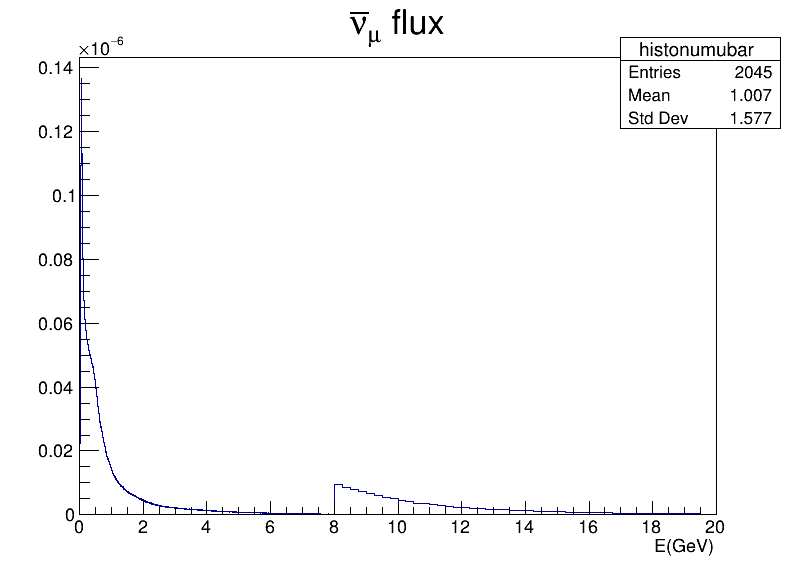 ν̅μ flux
×10⁻⁶
histonumubar
Entries 2045
Mean 1.007
Std Dev 1.577
0.14
0.12
0.1
0.08
0.06
0.04
0.02
0
0 2 4 6 8 10 12 14 16 18 20
E(GeV)